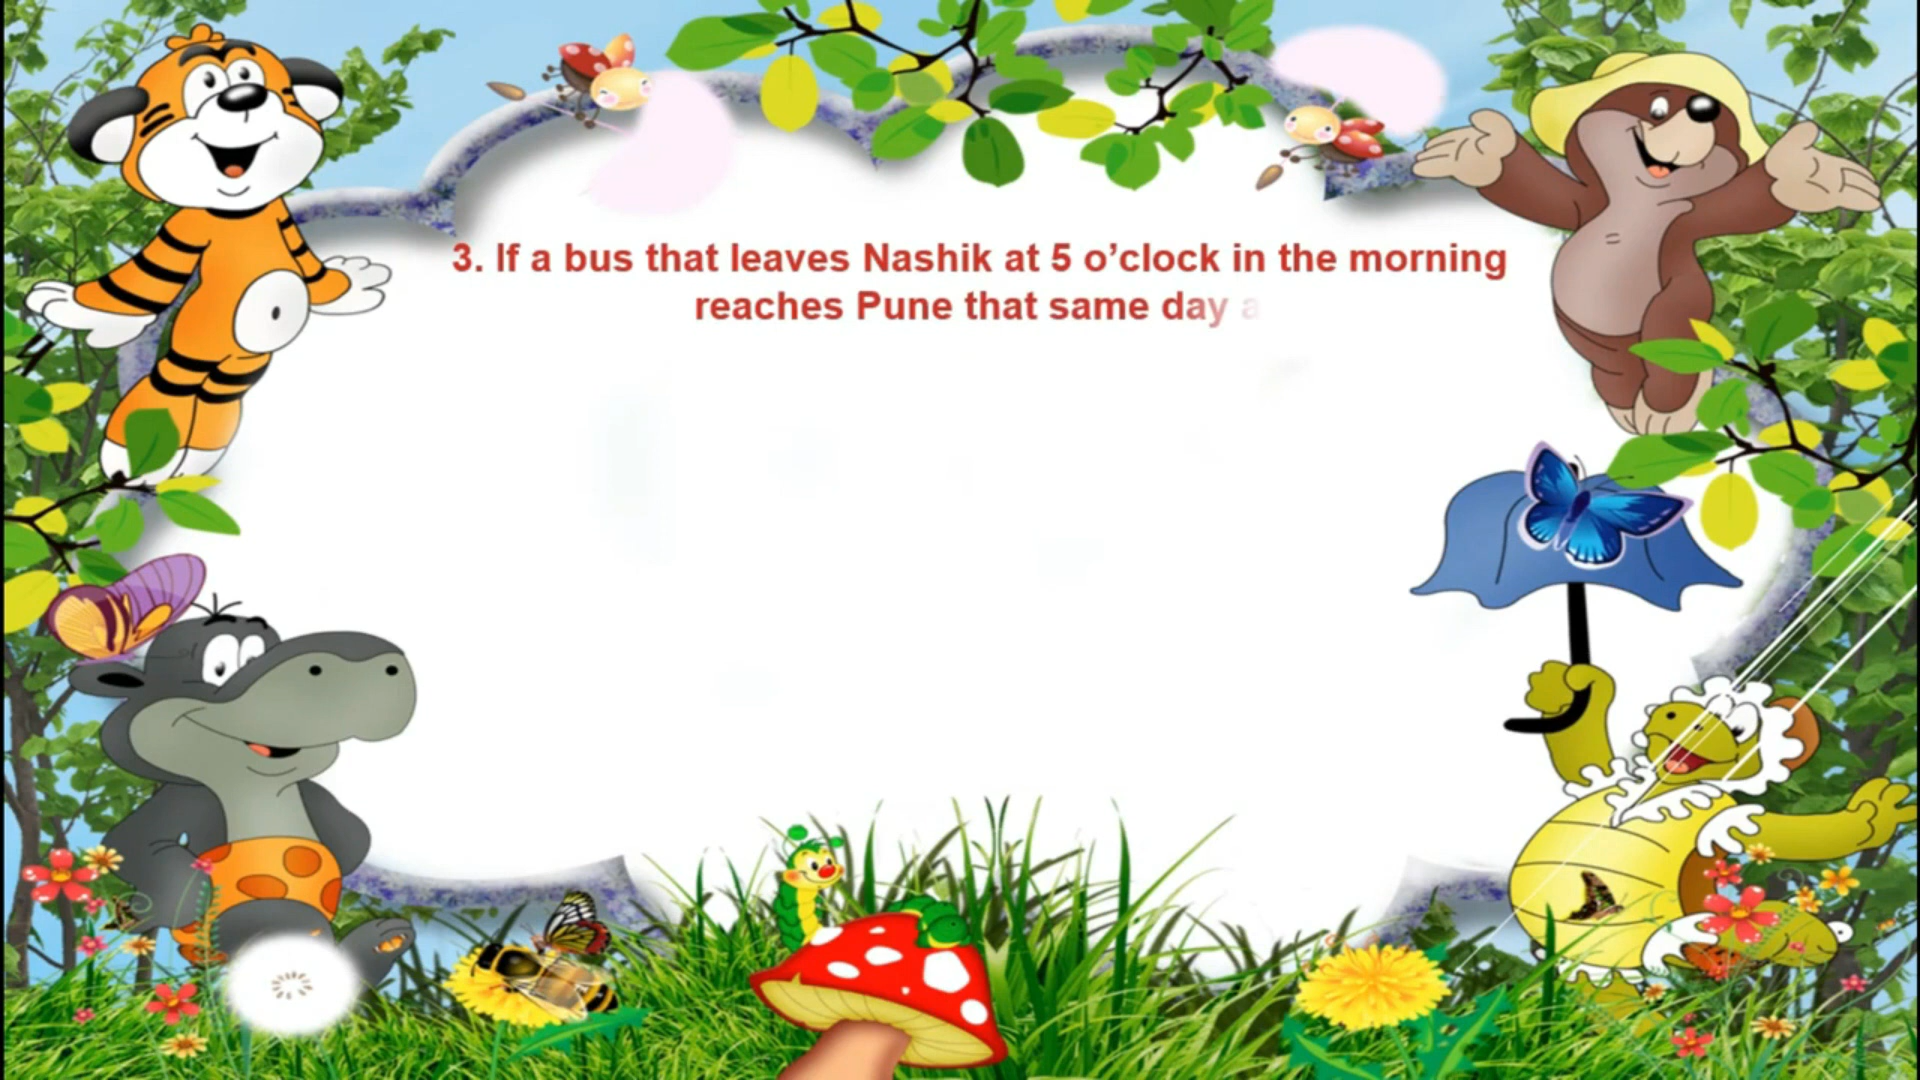 3. If a bus that leaves Nashik at 5 o’clock in the morning
reaches Pune that same day